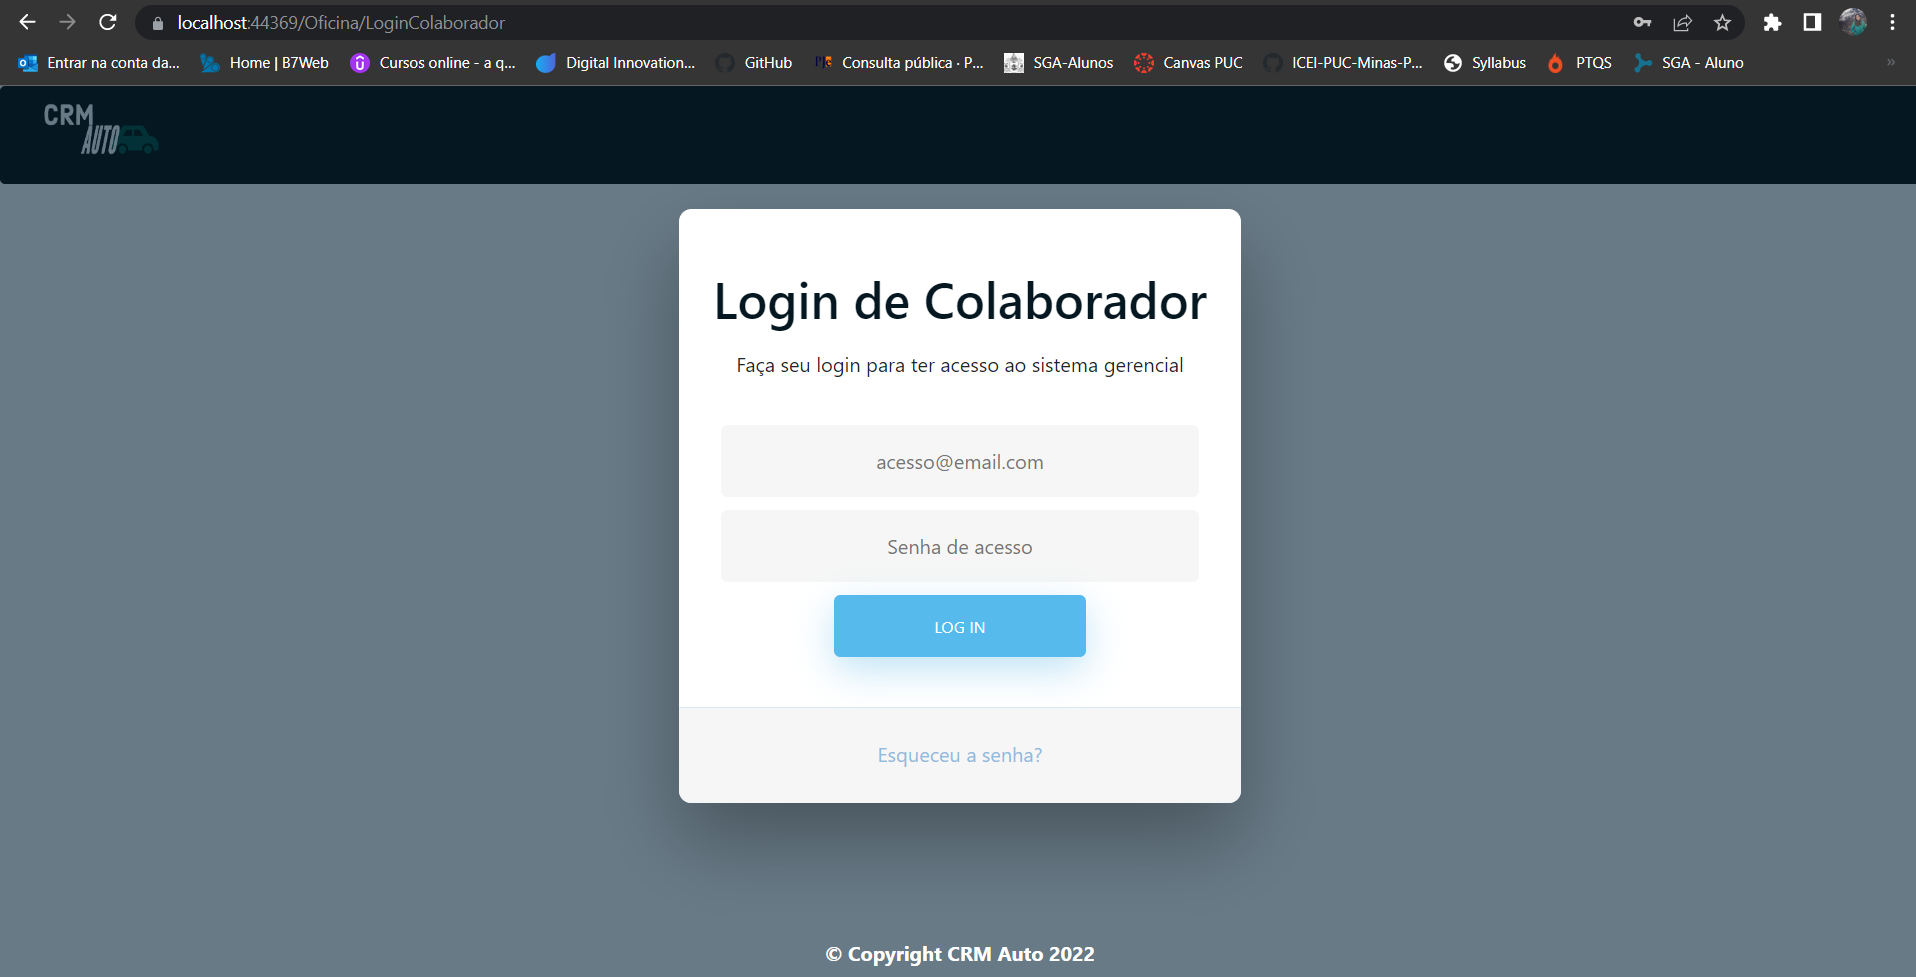 localhost:44369/Oficina/LoginColaborador
Entrar na conta da... Home | B7Web Cursos online - a q... Digital Innovation... GitHub Consulta pública · P... SGA-Alunos Canvas PUC ICEI-PUC-Minas-P... Syllabus PTQS SGA - Aluno »
CRM
AUTO
Login de Colaborador
Faça seu login para ter acesso ao sistema gerencial
acesso@email.com
Senha de acesso
LOG IN
Esqueceu a senha?
© Copyright CRM Auto 2022